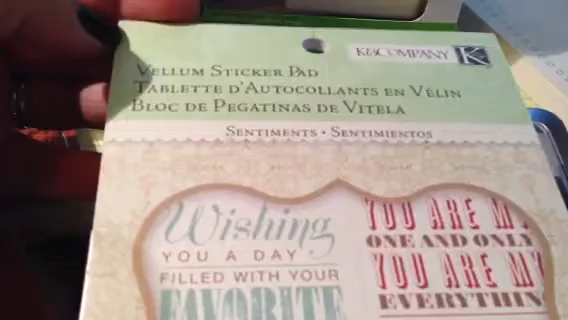 K&COMPANY K
VELLUM STICKER PAD
TABLETTE D'AUTOCOLLANTS EN VÉLIN
BLOC DE PEGATINAS DE VITELA
SENTIMENTS • SENTIMIENTOS
Wishing
YOU A DAY
FILLED WITH YOUR
FAVORITE
YOU ARE MY
ONE AND ONLY
YOU ARE MY
EVERYTHIN